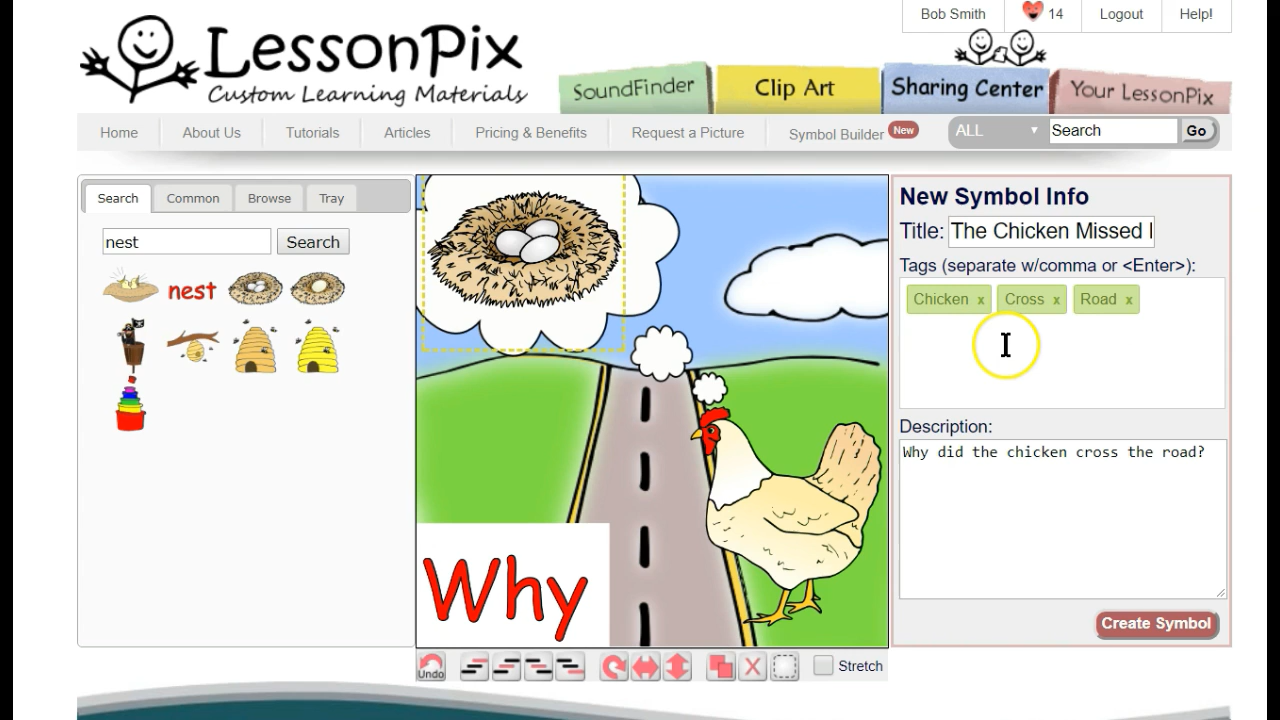 Bob Smith 14 Logout Help!
LessonPix
Custom Learning Materials
SoundFinder Clip Art Sharing Center Your LessonPix
Home About Us Tutorials Articles Pricing & Benefits Request a Picture Symbol Builder New ALL Search Go
Search Common Browse Tray
nest Search
nest
Why
New Symbol Info
Title: The Chicken Missed
Tags (separate w/comma or <Enter>):
Chicken x Cross x Road x
Description:
Why did the chicken cross the road?
Create Symbol
Undo Stretch